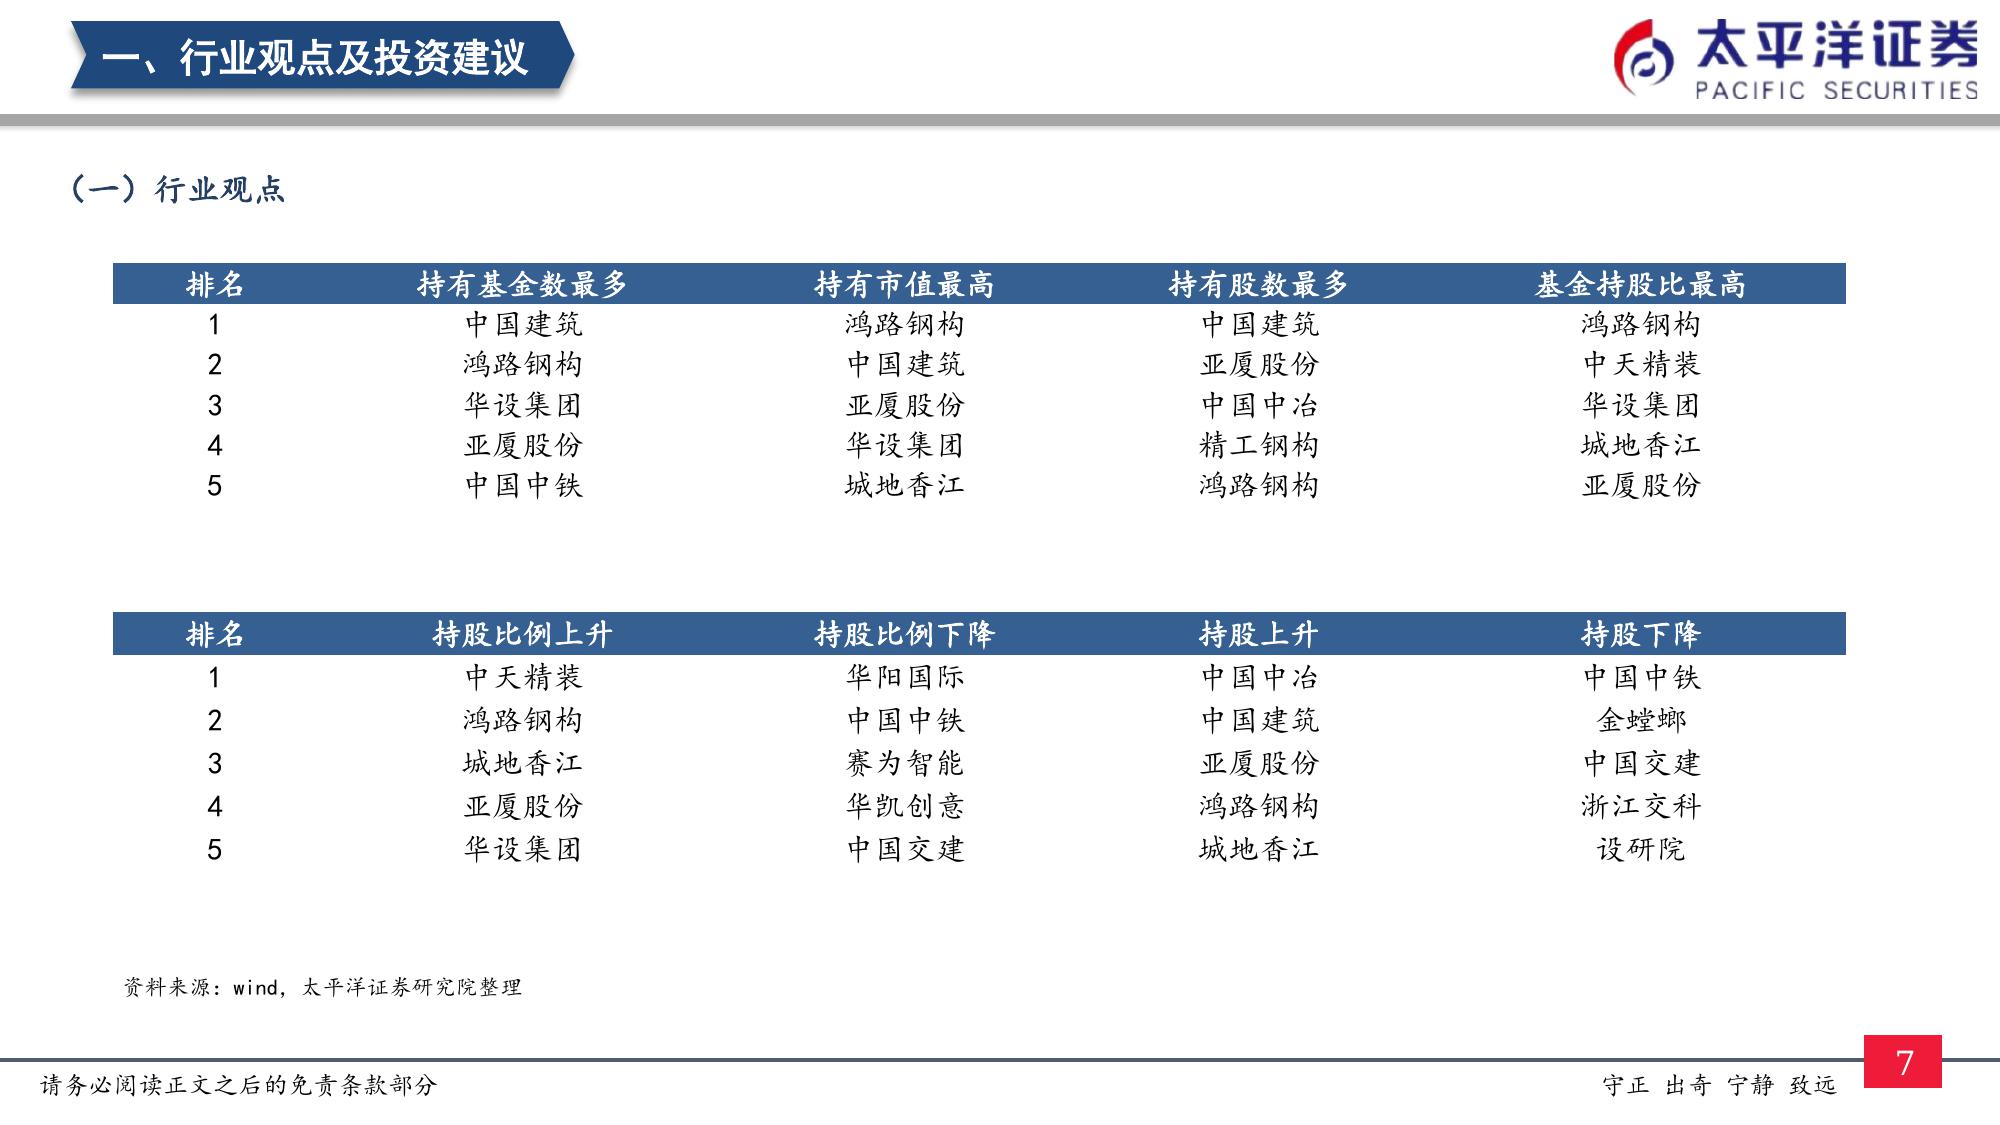 一、行业观点及投资建议
太平洋证券
PACIFIC SECURITIES
（一）行业观点
排名 持有基金数最多 持有市值最高 持有股数最多 基金持股比最高
1 中国建筑 鸿路钢构 中国建筑 鸿路钢构
2 鸿路钢构 中国建筑 亚厦股份 中天精装
3 华设集团 亚厦股份 中国中冶 华设集团
4 亚厦股份 华设集团 精工钢构 城地香江
5 中国中铁 城地香江 鸿路钢构 亚厦股份
排名 持股比例上升 持股比例下降 持股上升 持股下降
1 中天精装 华阳国际 中国中冶 中国中铁
2 鸿路钢构 中国中铁 中国建筑 金螳螂
3 城地香江 赛为智能 亚厦股份 中国交建
4 亚厦股份 华凯创意 鸿路钢构 浙江交科
5 华设集团 中国交建 城地香江 设研院
资料来源：wind，太平洋证券研究院整理
请务必阅读正文之后的免责条款部分
守正 出奇 宁静 致远
7